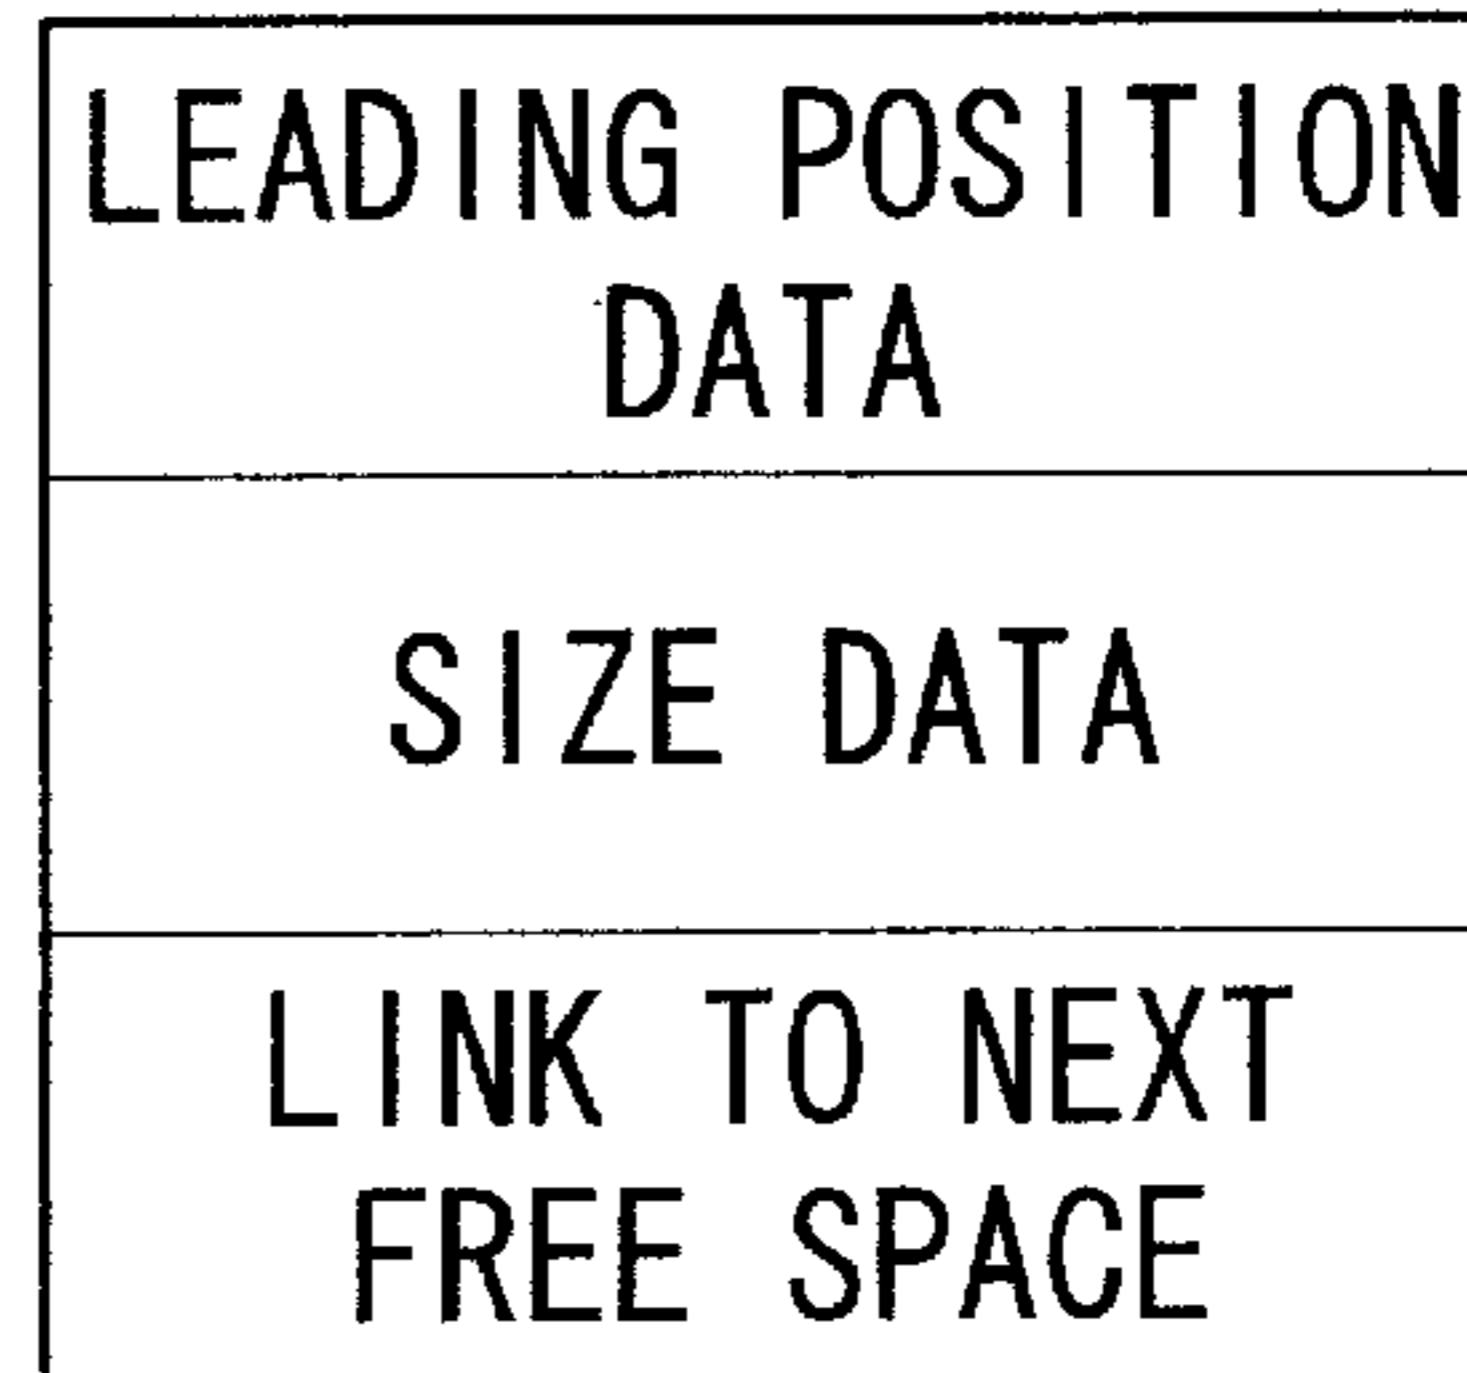 LEADING POSITION
DATA
SIZE DATA
LINK TO NEXT
FREE SPACE